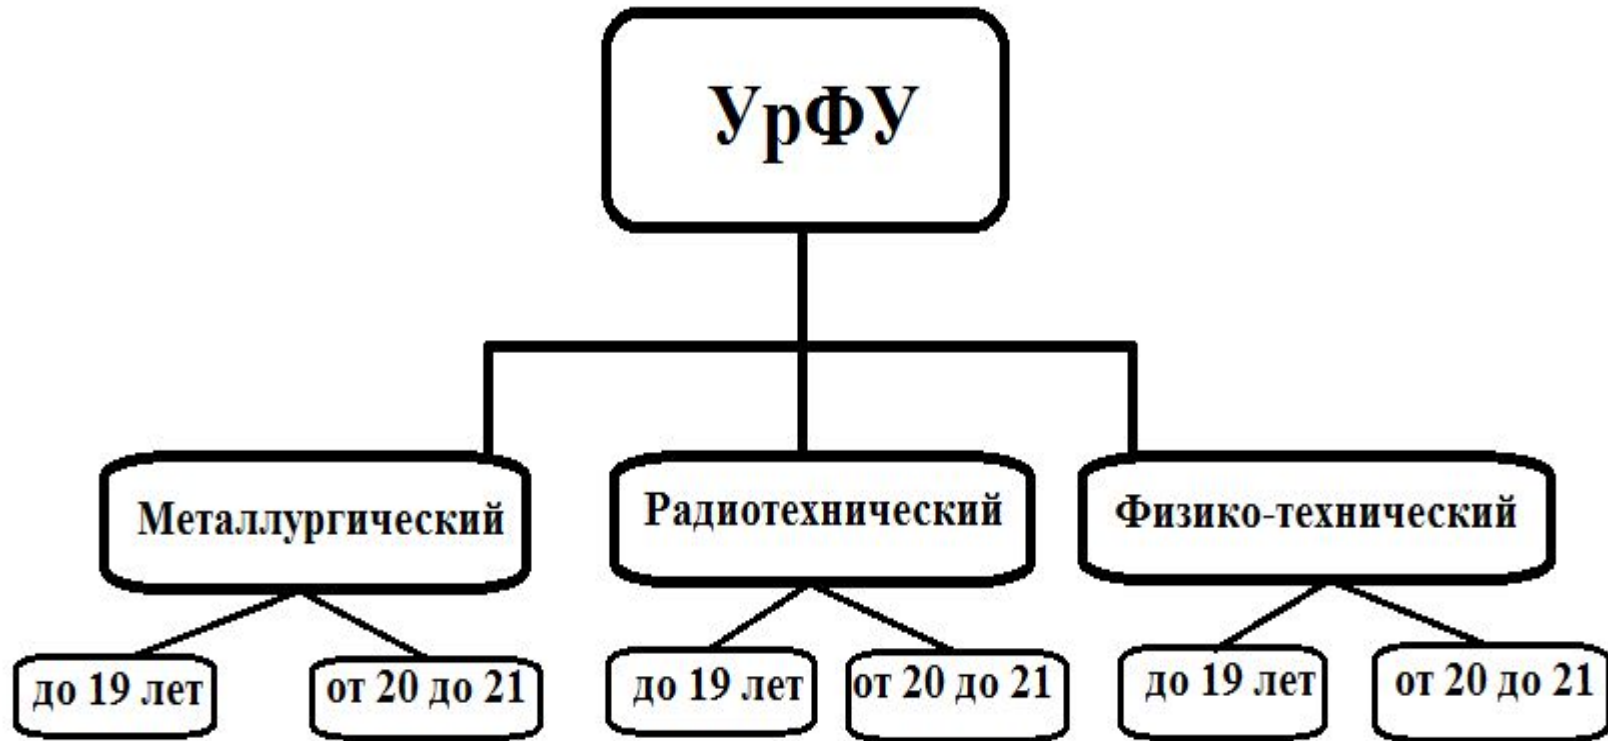 УрФУ
Металлургический
Радиотехнический
Физико-технический
до 19 лет
от 20 до 21
до 19 лет
от 20 до 21
до 19 лет
от 20 до 21